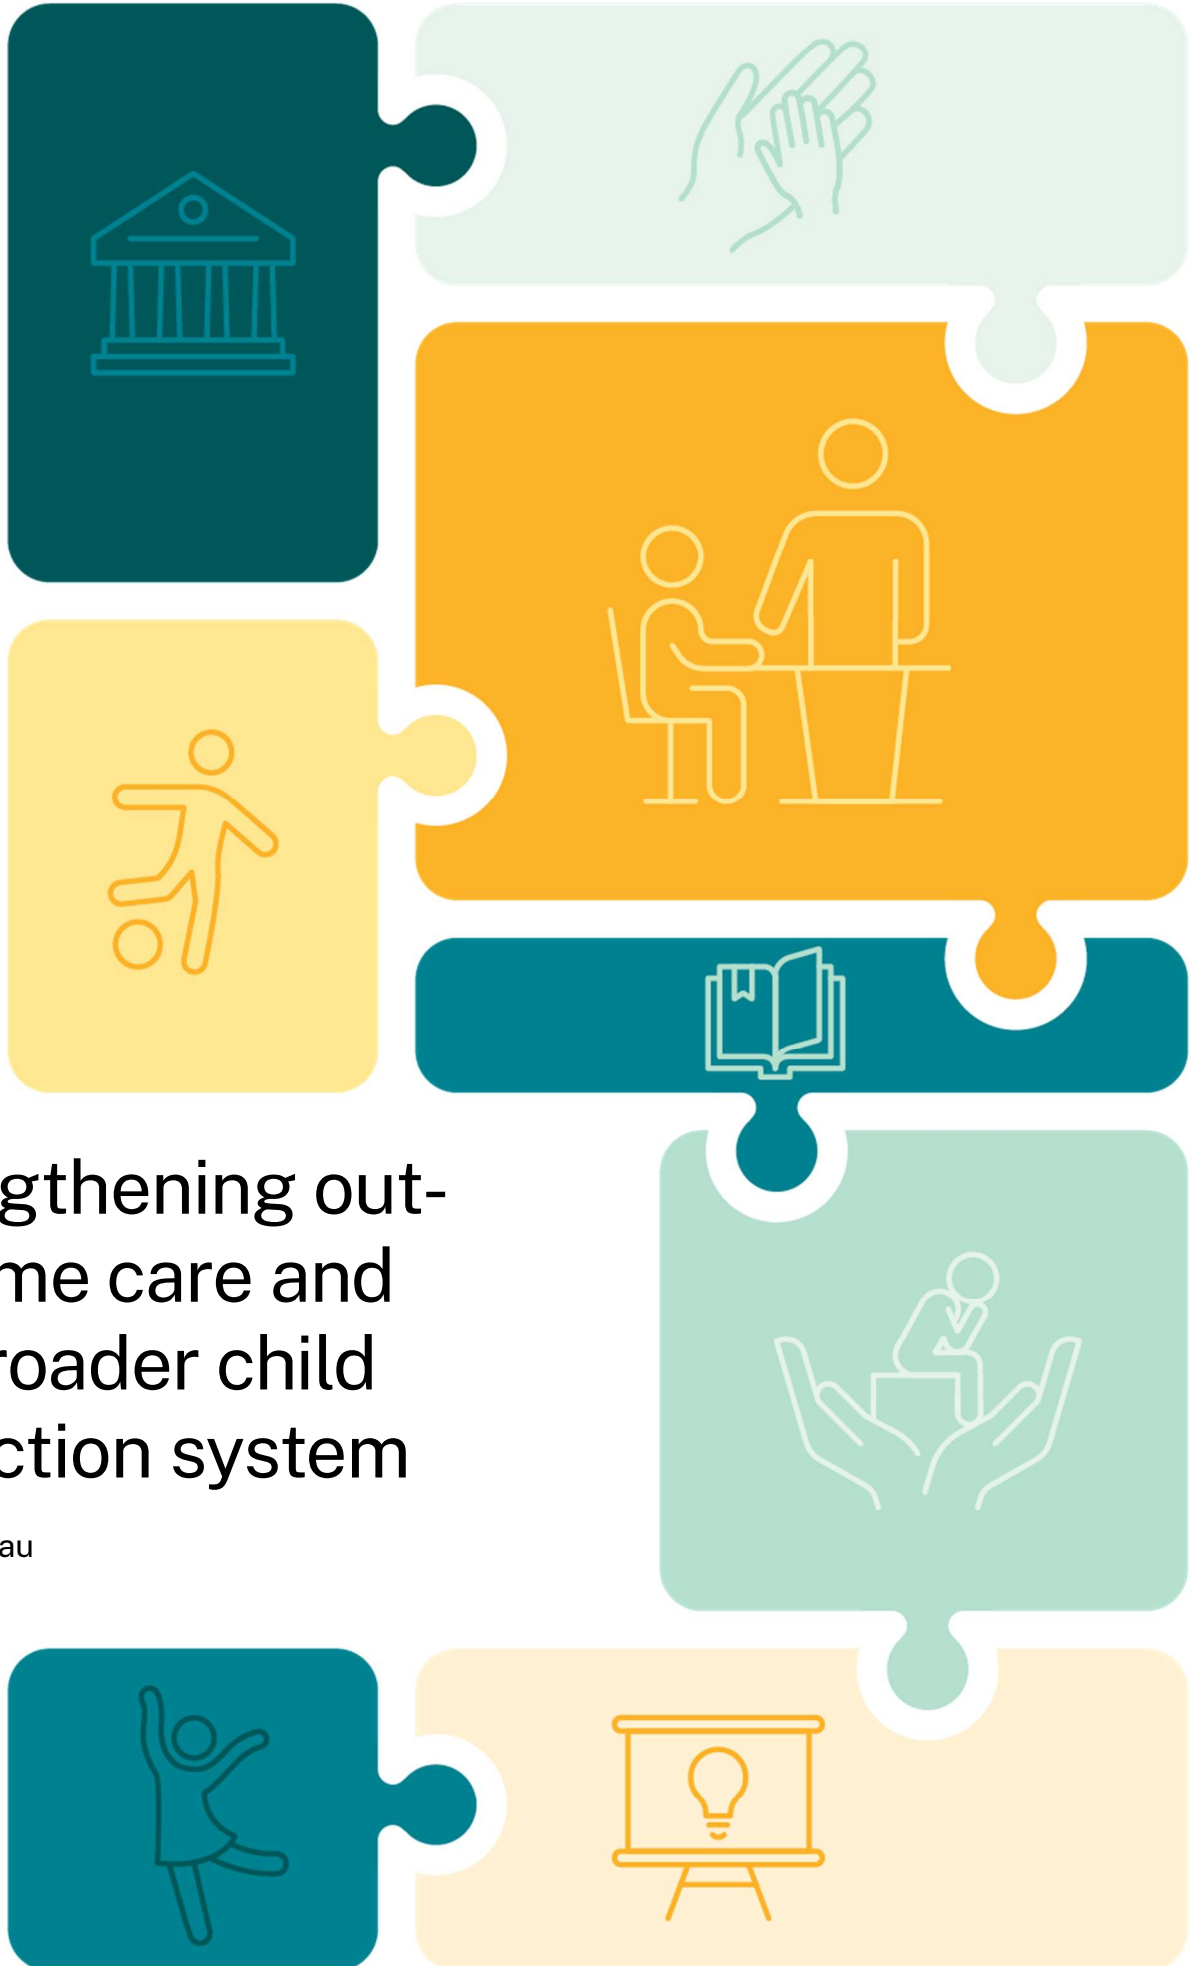 gthening out-
me care and
roader child
ction system
au